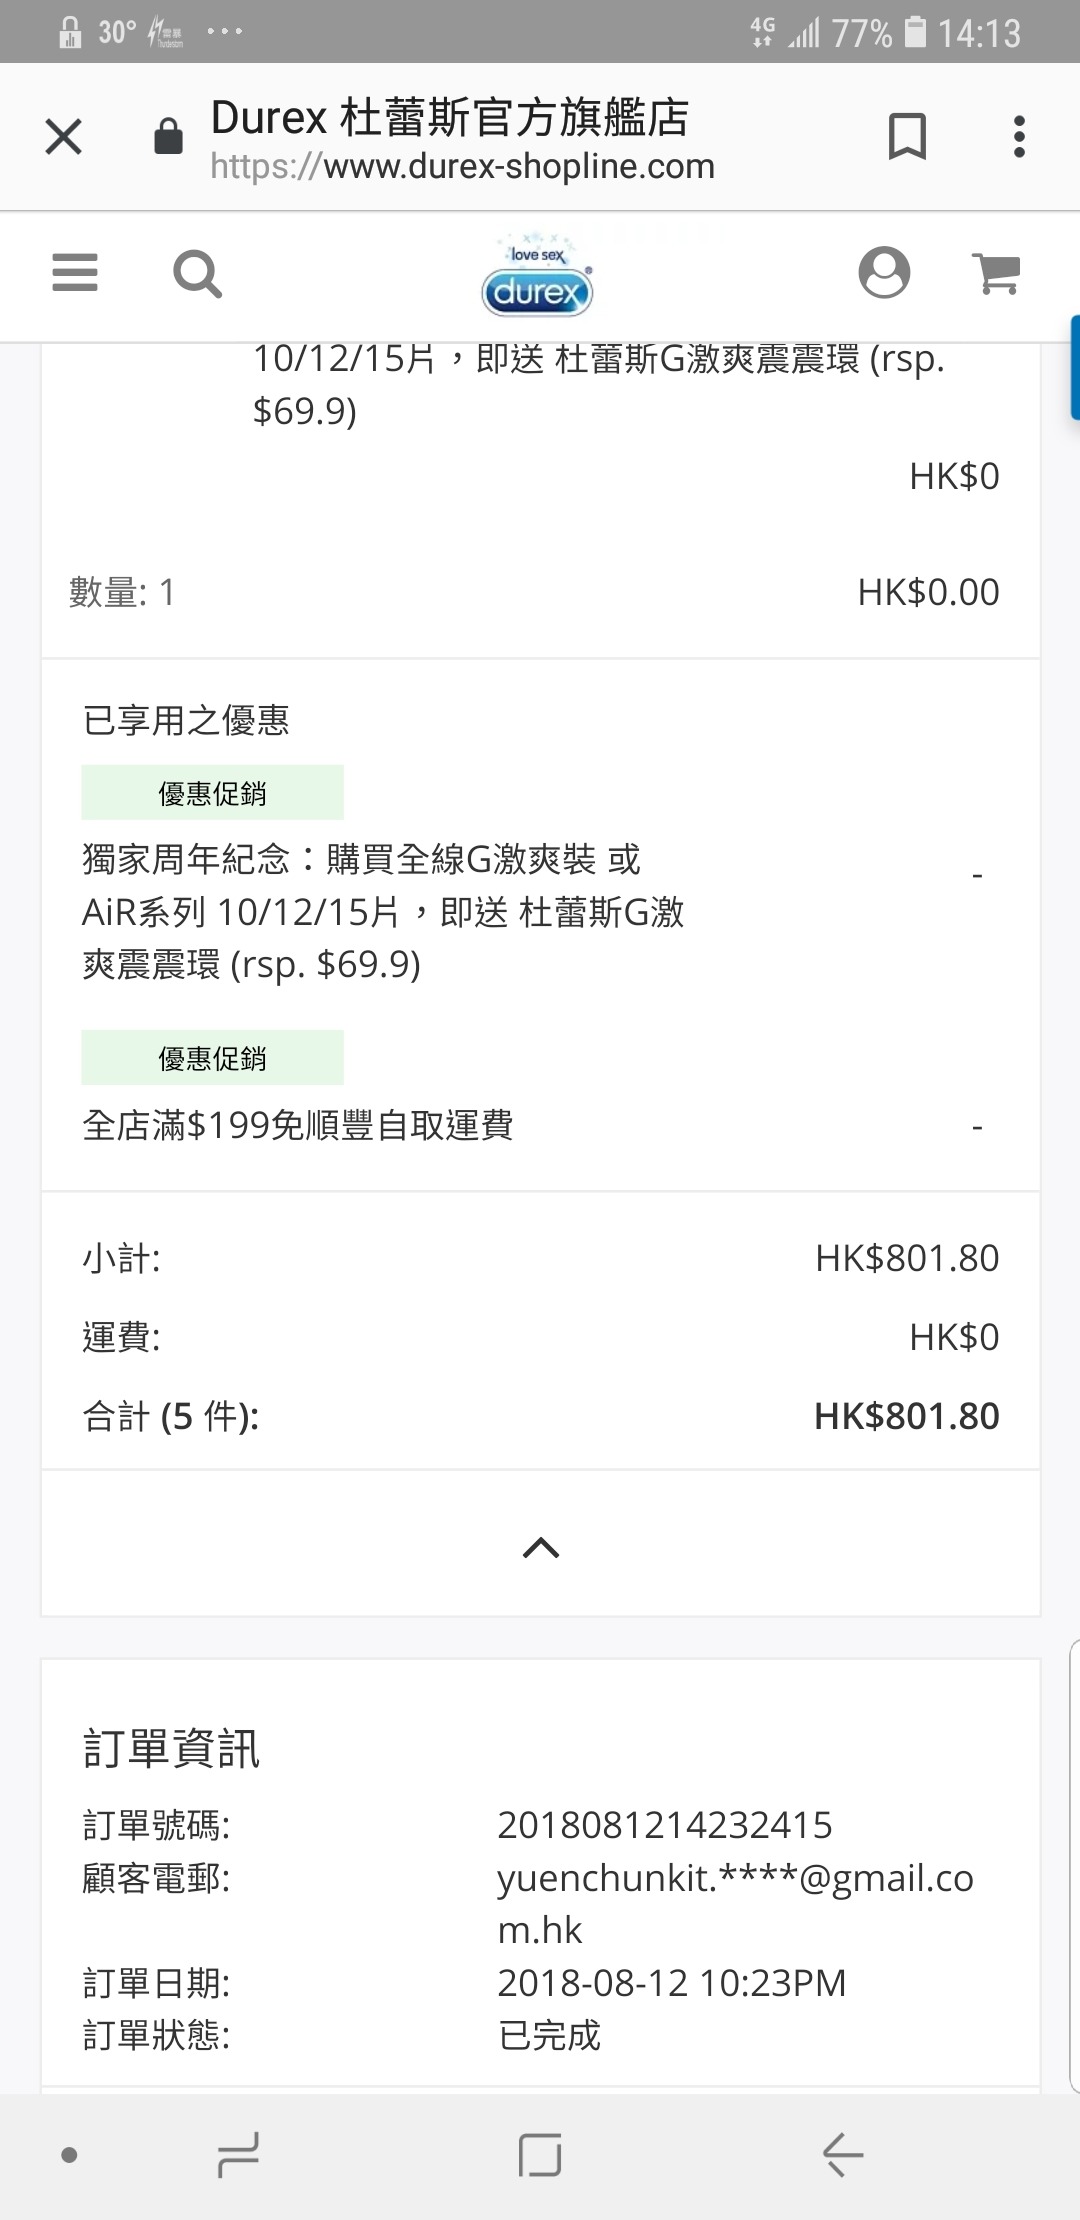 30° 雷暴
Thunderstorm
4G 77% 14:13
Durex 杜蕾斯官方旗艦店
https://www.durex-shopline.com
love sex
durex®
10/12/15片，即送 杜蕾斯G激爽震震環 (rsp.
$69.9)
HK$0
數量: 1 HK$0.00
已享用之優惠
優惠促銷
獨家周年紀念：購買全線G激爽裝 或
AiR系列 10/12/15片，即送 杜蕾斯G激
爽震震環 (rsp. $69.9)
-
優惠促銷
全店滿$199免順豐自取運費 -
小計: HK$801.80
運費: HK$0
合計 (5 件): HK$801.80
訂單資訊
訂單號碼: 2018081214232415
顧客電郵: yuenchunkit.****@gmail.co
m.hk
訂單日期: 2018-08-12 10:23PM
訂單狀態: 已完成